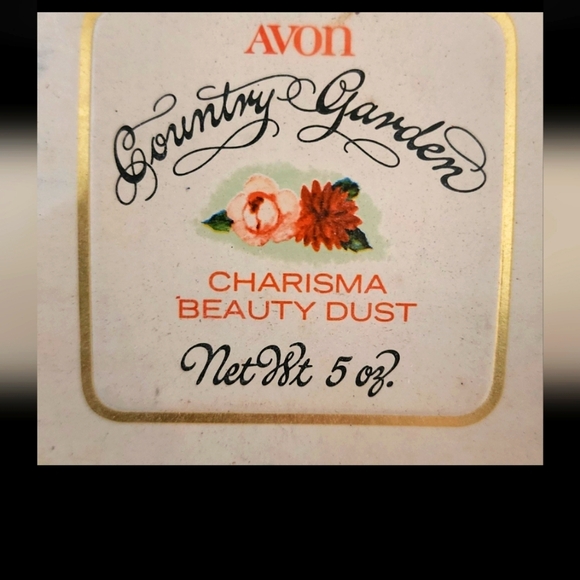 AVON
Country Garden
CHARISMA
BEAUTY DUST
Net Wt 5 oz.